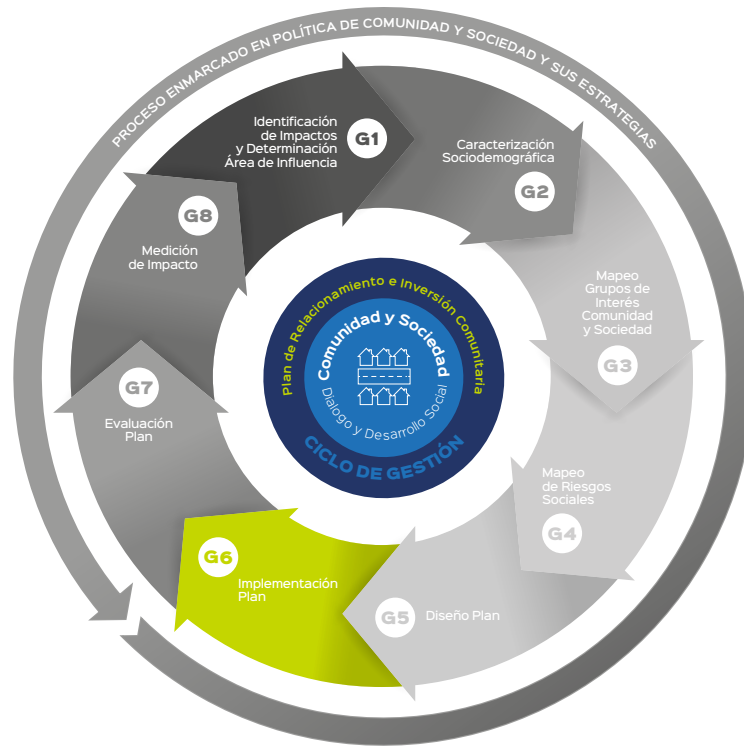 PROCESO ENMARCADO EN POLÍTICA DE COMUNIDAD Y SOCIEDAD Y SUS ESTRATEGIAS
Identificación
de Impactos
y Determinación
Área de Influencia
G1
Caracterización
Sociodemográfica
G2
Mapeo
Grupos de
Interés
Comunidad
y Sociedad
G3
Mapeo
de Riesgos
Sociales
G4
G5
Diseño Plan
G6
Implementación
Plan
G7
Evaluación
Plan
G8
Medición
de Impacto
Plan de Relacionamiento e Inversión Comunitaria
Comunidad y Sociedad
Dialogo y Desarrollo Social
CICLO DE GESTIÓN